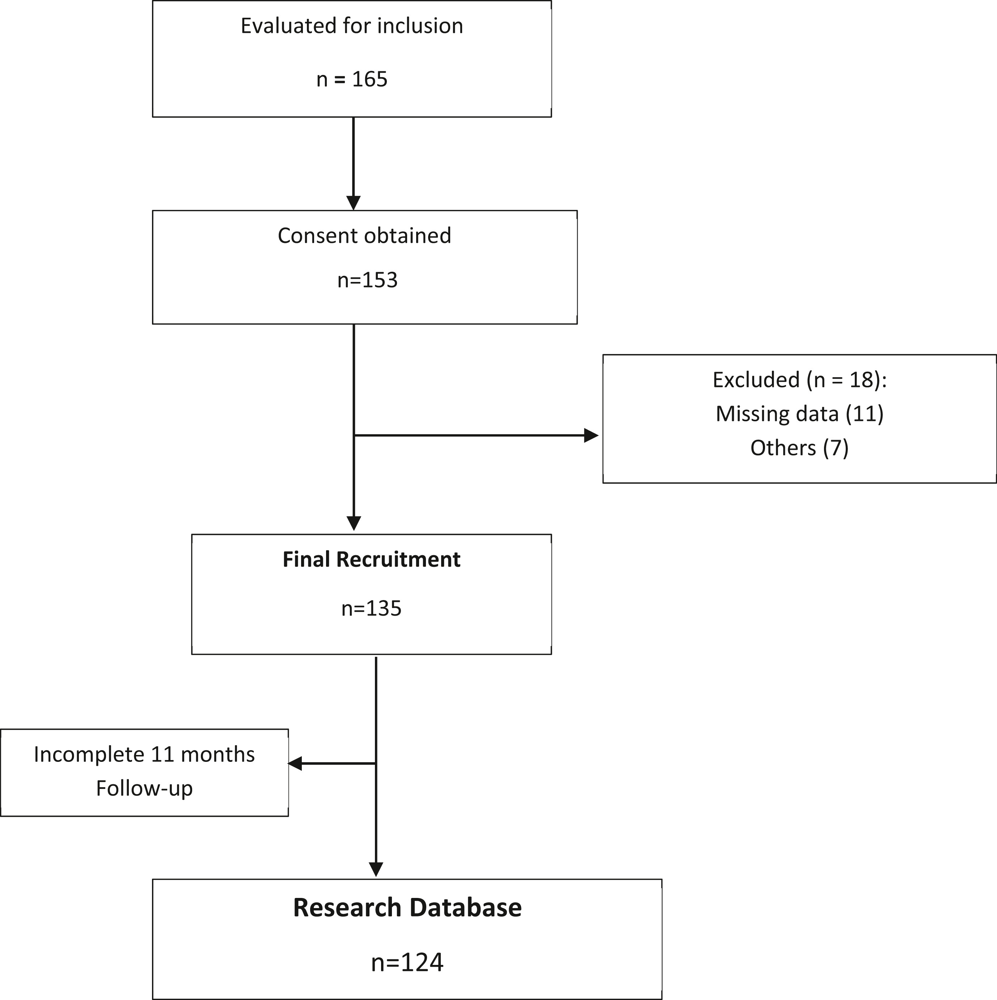 Evaluated for inclusion
n = 165
Consent obtained
n=153
Excluded (n = 18):
Missing data (11)
Others (7)
Final Recruitment
n=135
Incomplete 11 months
Follow-up
Research Database
n=124